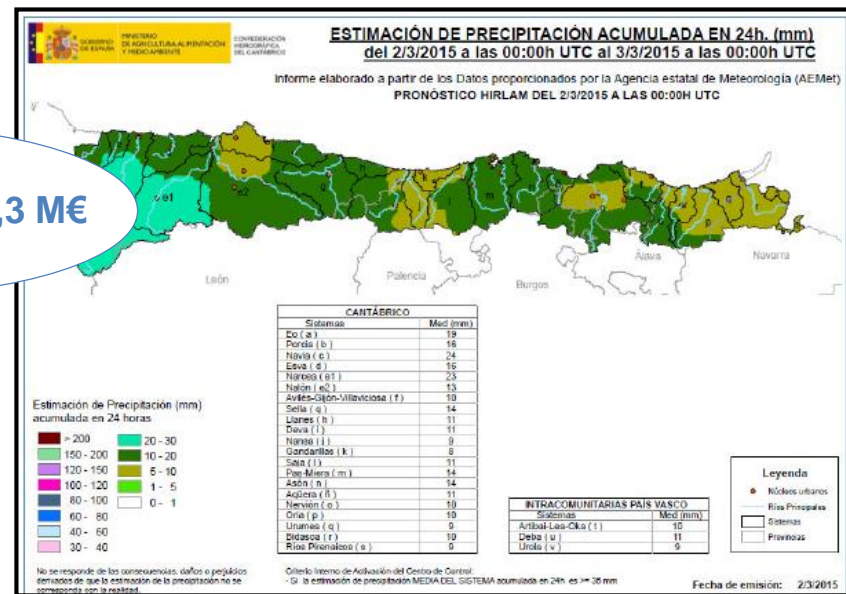 GOBIERNO DE ESPAÑA
MINISTERIO DE AGRICULTURA, ALIMENTACIÓN Y MEDIO AMBIENTE
CONFEDERACIÓN HIDROGRÁFICA DEL CANTÁBRICO
ESTIMACIÓN DE PRECIPITACIÓN ACUMULADA EN 24h. (mm)
del 2/3/2015 a las 00:00h UTC al 3/3/2015 a las 00:00h UTC
Informe elaborado a partir de los Datos proporcionados por la Agencia estatal de Meteorología (AEMet)
PRONÓSTICO HIRLAM DEL 2/3/2015 A LAS 00:00H UTC
,3 M€
e1
e2
m
p
León
Palencia
Burgos
Álava
Navarra
CANTÁBRICO
Sistemas Med (mm)
Eo ( a ) 19
Porcía ( b ) 16
Navia ( c ) 24
Esva ( d ) 16
Narcea ( e1 ) 23
Nalón ( e2 ) 13
Avilés-Gijón-Villaviciosa ( f ) 10
Sella ( g ) 14
Llanes ( h ) 11
Deva ( i ) 11
Nansa ( j ) 9
Gandarillas ( k ) 8
Saja ( l ) 11
Pas-Miera ( m ) 14
Asón ( n ) 14
Agüera ( ñ ) 11
Nervión ( o ) 10
Oria ( p ) 10
Urumea ( q ) 9
Bidasoa ( r ) 10
Ríos Pirenaicos ( s ) 9
INTRACOMUNITARIAS PAÍS VASCO
Sistemas Med (mm)
Artibai-Lea-Oka ( t ) 10
Deba ( u ) 11
Urola ( v ) 9
Estimación de Precipitación (mm)
acumulada en 24 horas
> 200
150 - 200
120 - 150
100 - 120
80 - 100
60 - 80
40 - 60
30 - 40
20 - 30
10 - 20
5 - 10
1 - 5
0 - 1
Leyenda
Núcleos urbanos
Ríos Principales
Sistemas
Provincias
No se responde de las consecuencias, daños o perjuicios
derivados de que la estimación de la precipitación no se
corresponda con la realidad.
Criterio Interno de Activación del Centro de Control:
- Si la estimación de precipitación MEDIA DEL SISTEMA acumulada en 24h es >= 35 mm
Fecha de emisión: 2/3/2015